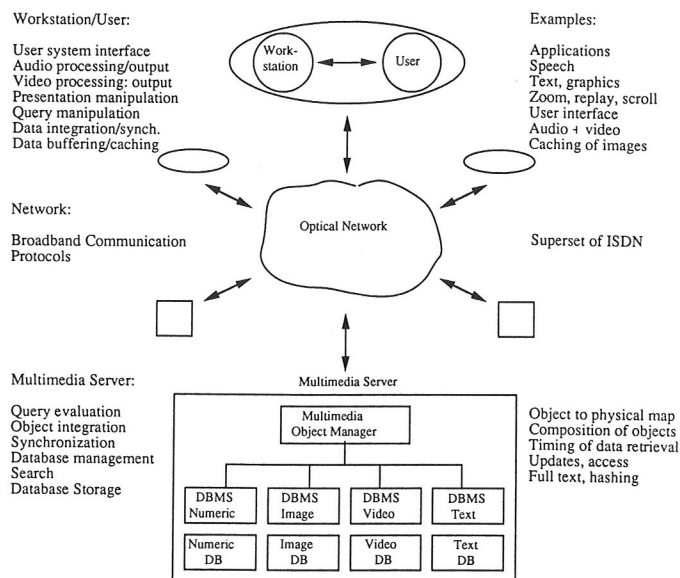 Workstation/User:
User system interface
Audio processing/output
Video processing: output
Presentation manipulation
Query manipulation
Data integration/synch.
Data buffering/caching
Work-
station
User
Examples:
Applications
Speech
Text, graphics
Zoom, replay, scroll
User interface
Audio + video
Caching of images
Network:
Broadband Communication
Protocols
Optical Network
Superset of ISDN
Multimedia Server:
Query evaluation
Object integration
Synchronization
Database management
Search
Database Storage
Multimedia Server
Multimedia
Object Manager
DBMS
Numeric
DBMS
Image
DBMS
Video
DBMS
Text
Numeric
DB
Image
DB
Video
DB
Text
DB
Object to physical map
Composition of objects
Timing of data retrieval
Updates, access
Full text, hashing